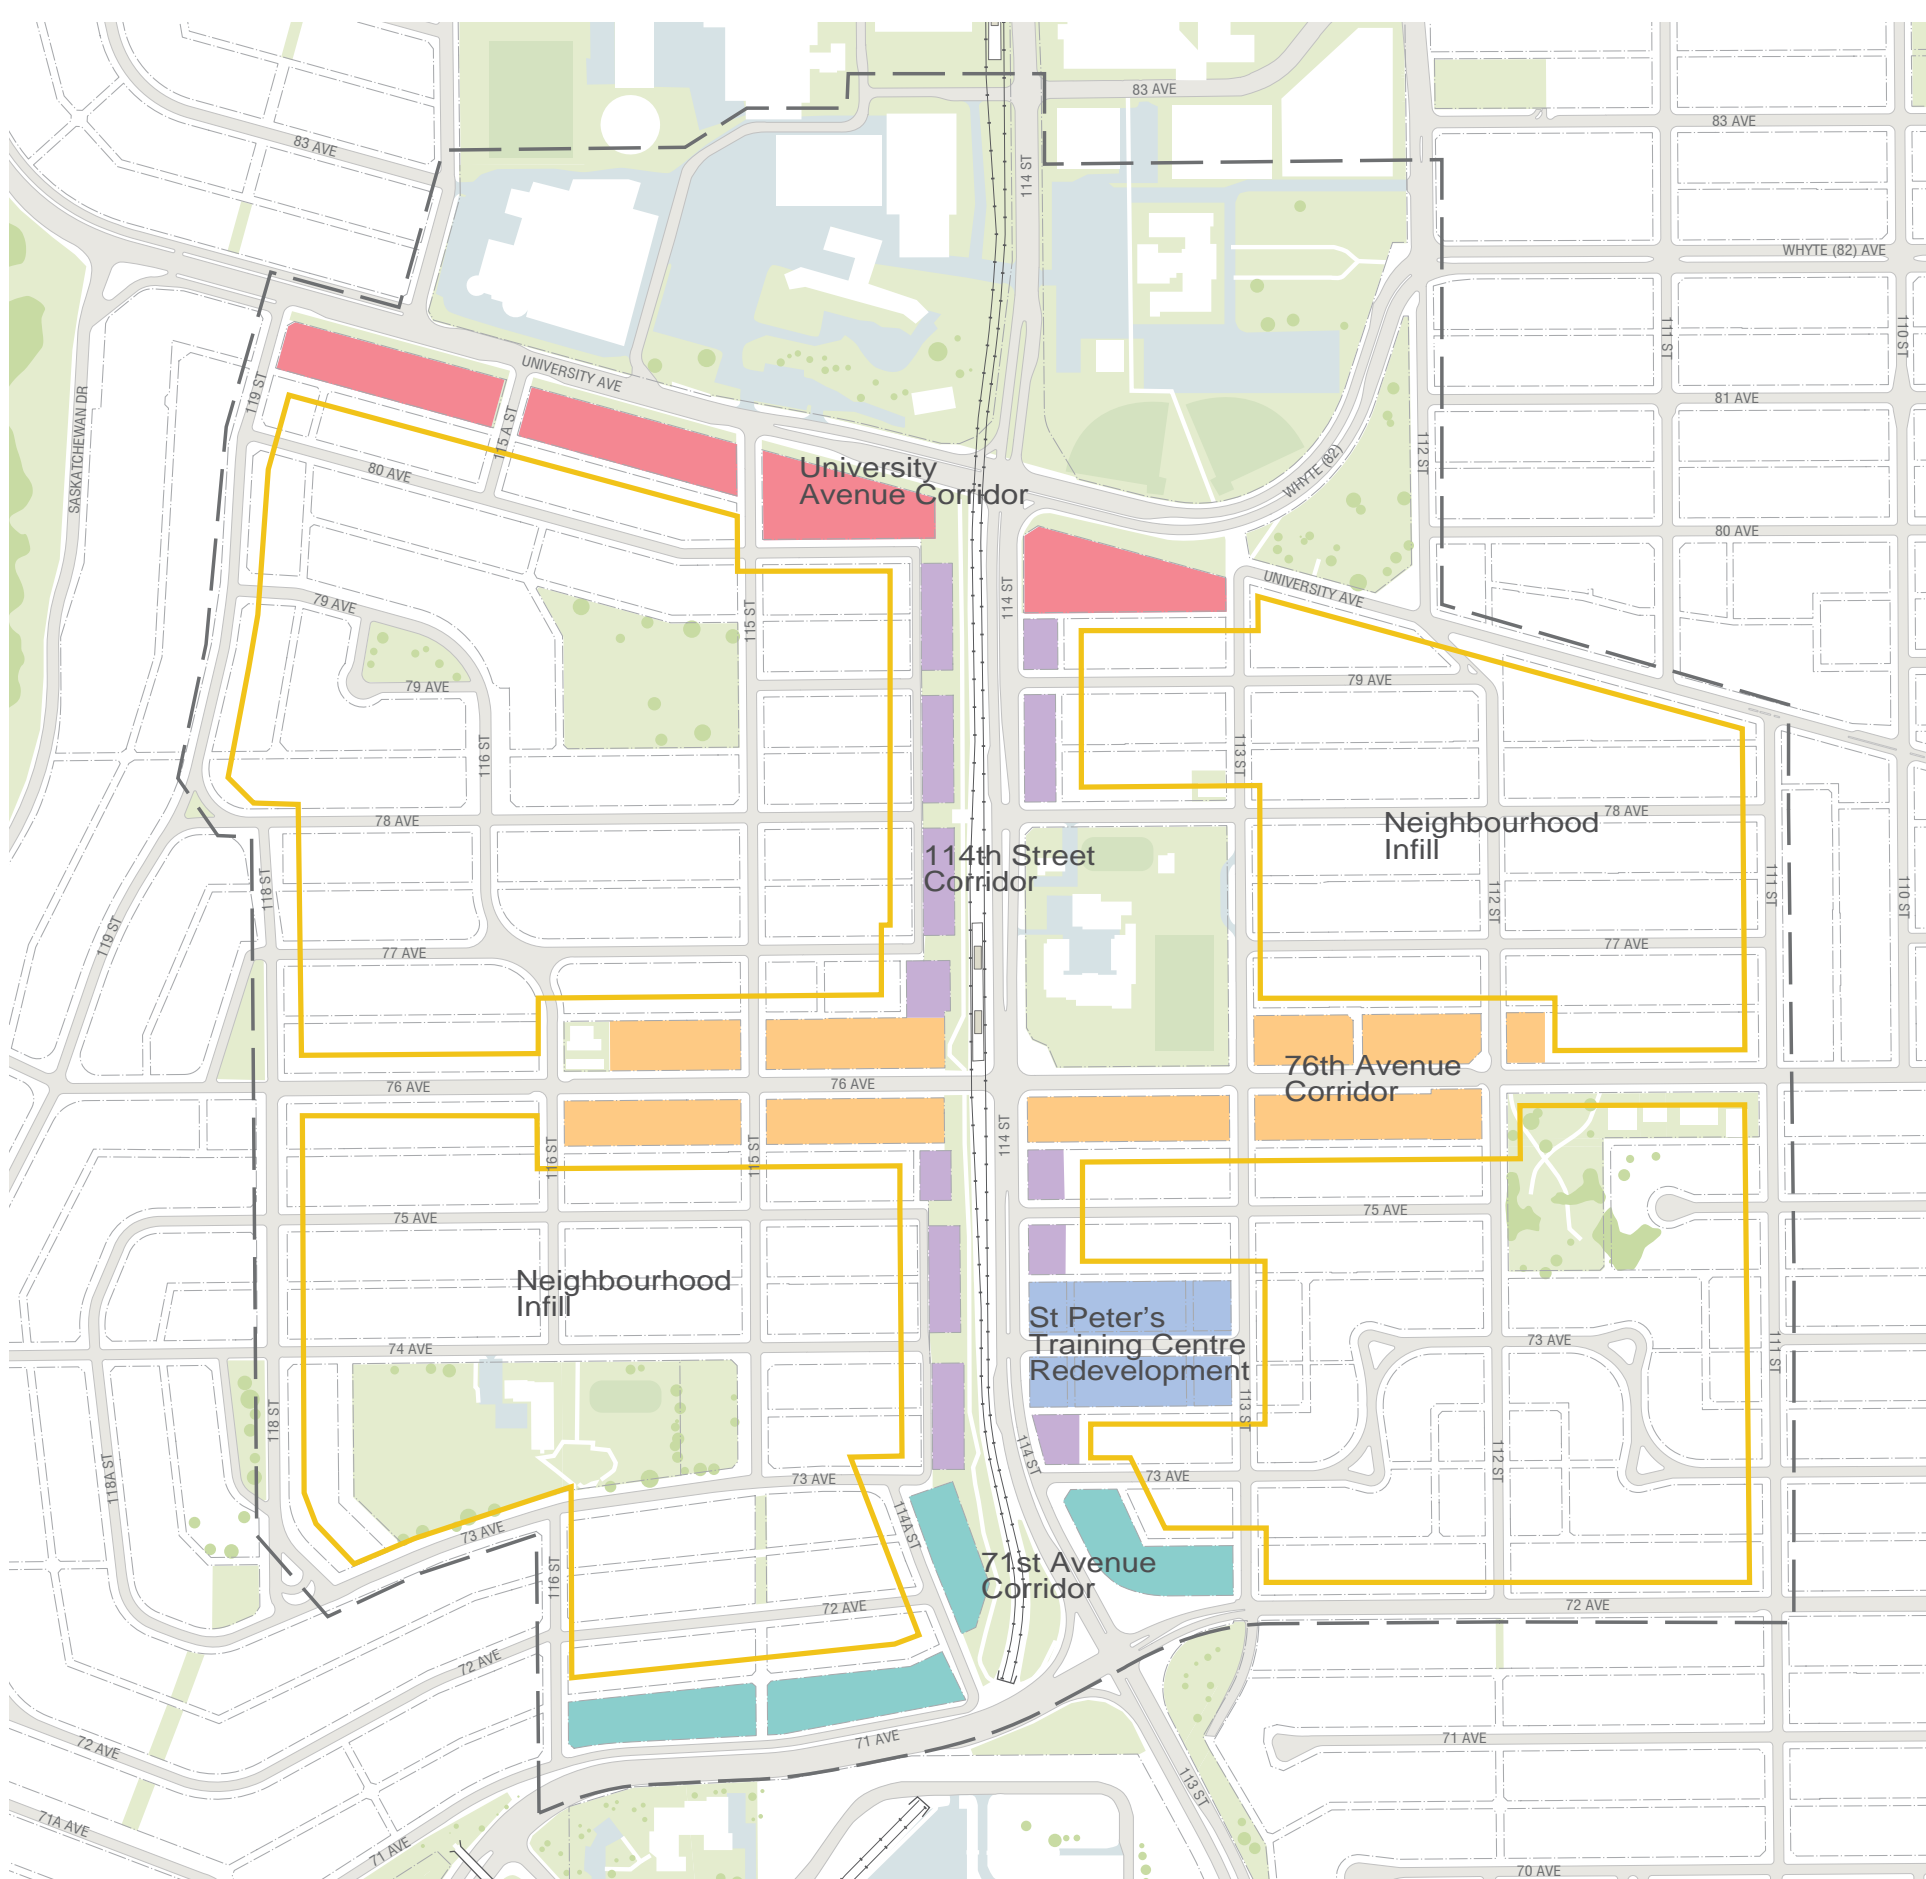 83 AVE
83 AVE
83 AVE
114 ST
WHYTE (82) AVE
111 ST
110 ST
UNIVERSITY AVE
119 ST
SASKATCHEWAN DR
115 A ST
81 AVE
112 ST
WHYTE (82)
80 AVE
University
Avenue Corridor
80 AVE
UNIVERSITY AVE
114 ST
79 AVE
115 ST
79 AVE
79 AVE
116 ST
113 ST
78 AVE
78 AVE
Neighbourhood
Infill
114th Street
Corridor
118 ST
111 ST
110 ST
112 ST
119 ST
77 AVE
77 AVE
76th Avenue
Corridor
76 AVE
76 AVE
114 ST
116 ST
115 ST
75 AVE
75 AVE
Neighbourhood
Infill
St Peter’s
Training Centre
Redevelopment
74 AVE
73 AVE
111 ST
118 ST
113 ST
114 ST
112 ST
118A ST
73 AVE
73 AVE
73 AVE
114A ST
71st Avenue
Corridor
116 ST
72 AVE
72 AVE
72 AVE
72 AVE
71 AVE
71 AVE
113 ST
71A AVE
71 AVE
70 AVE